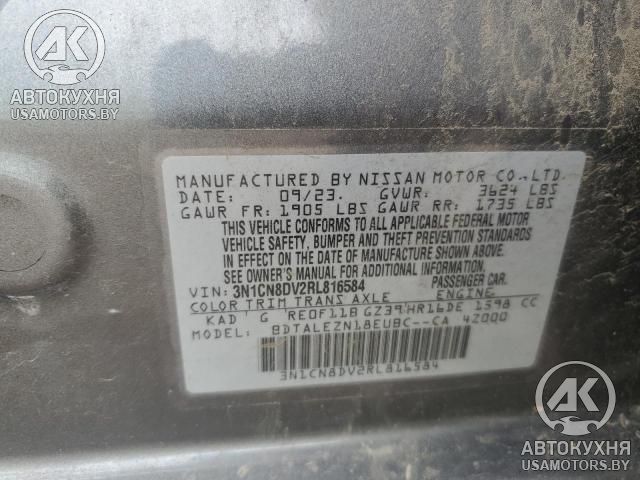 АК
АВТОКУХНЯ
USAMOTORS.BY
MANUFACTURED BY NISSAN MOTOR CO.,LTD.
DATE: 09/23. GVWR: 3624 LBS
GAWR FR: 1905 LBS GAWR RR: 1735 LBS
THIS VEHICLE CONFORMS TO ALL APPLICABLE FEDERAL MOTOR
VEHICLE SAFETY, BUMPER AND THEFT PREVENTION STANDARDS
IN EFFECT ON THE DATE OF MANUFACTURE SHOWN ABOVE.
SEE OWNER'S MANUAL FOR ADDITIONAL INFORMATION.
VIN: 3N1CN8DV2RL816584 PASSENGER CAR.
COLOR TRIM TRANS AXLE ENGINE
KAD G RE0F11B GZ39 HR16DE 1598 CC
MODEL: BDTALEZN18EUBC--CA 42000
3N1CN8DV2RL816584
АК
АВТОКУХНЯ
USAMOTORS.BY